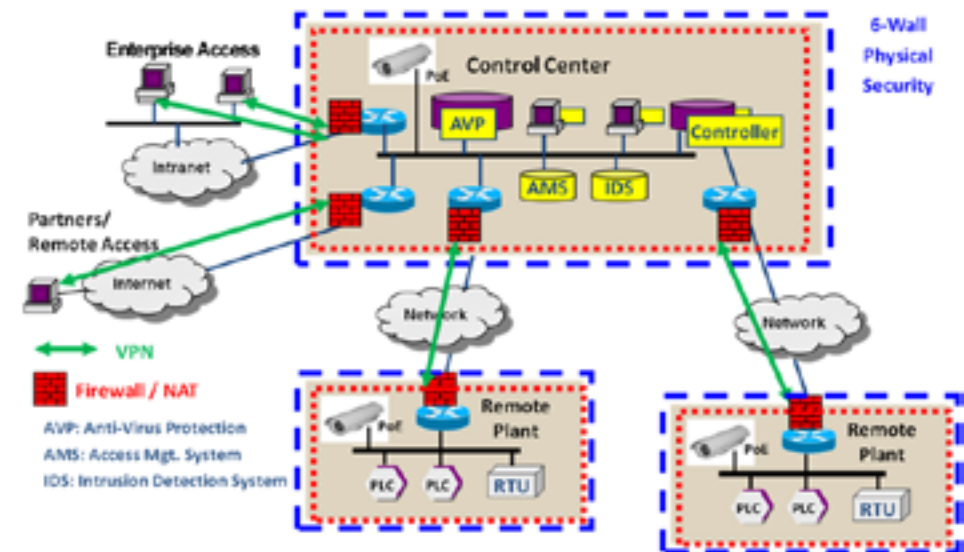 Enterprise Access
6-Wall
Physical
Security
Control Center
PoE
AVP
Controller
Intranet
AMS
IDS
Partners/
Remote Access
Internet
Network
Network
VPN
Firewall / NAT
AVP: Anti-Virus Protection
AMS: Access Mgt. System
IDS: Intrusion Detection System
PoE
Remote
Plant
PLC
PLC
RTU
PoE
Remote
Plant
PLC
PLC
RTU